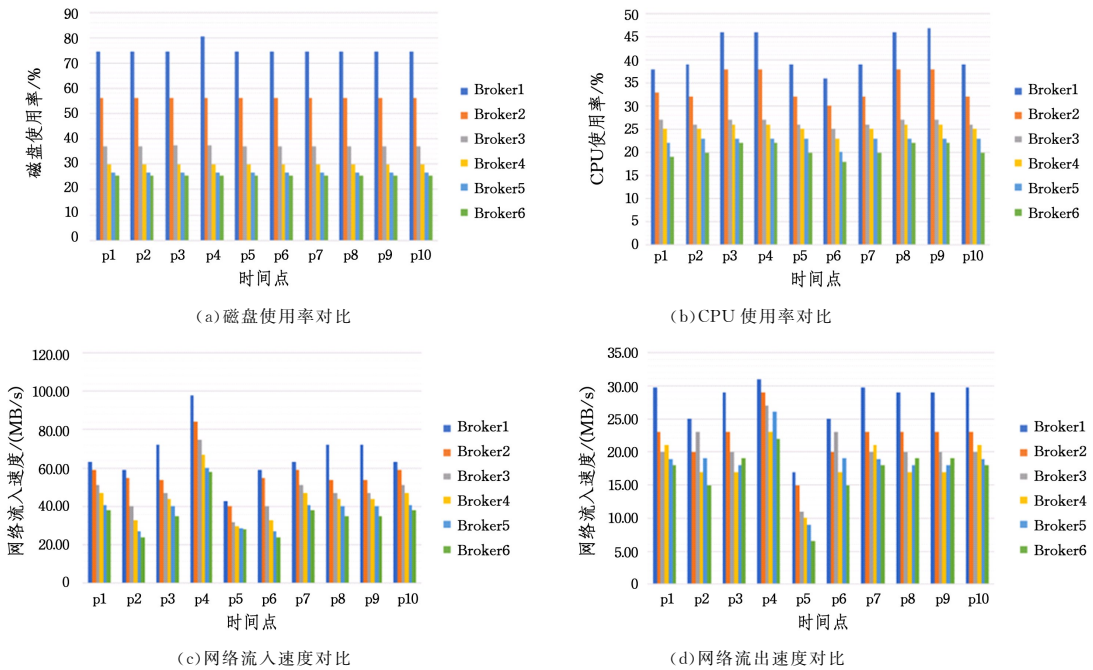 90
80
70
60
50
40
30
20
10
0
磁盘使用率/%
p1 p2 p3 p4 p5 p6 p7 p8 p9 p10
时间点
Broker1
Broker2
Broker3
Broker4
Broker5
Broker6
(a)磁盘使用率对比
50
45
40
35
30
25
20
15
10
5
0
CPU使用率/%
p1 p2 p3 p4 p5 p6 p7 p8 p9 p10
时间点
Broker1
Broker2
Broker3
Broker4
Broker5
Broker6
(b)CPU 使用率对比
120.00
100.00
80.00
60.00
40.00
20.00
0
网络流入速度/(MB/s)
p1 p2 p3 p4 p5 p6 p7 p8 p9 p10
时间点
Broker1
Broker2
Broker3
Broker4
Broker5
Broker6
(c)网络流入速度对比
35.00
30.00
25.00
20.00
15.00
10.00
5.00
0
网络流入速度/(MB/s)
p1 p2 p3 p4 p5 p6 p7 p8 p9 p10
时间点
Broker1
Broker2
Broker3
Broker4
Broker5
Broker6
(d)网络流出速度对比